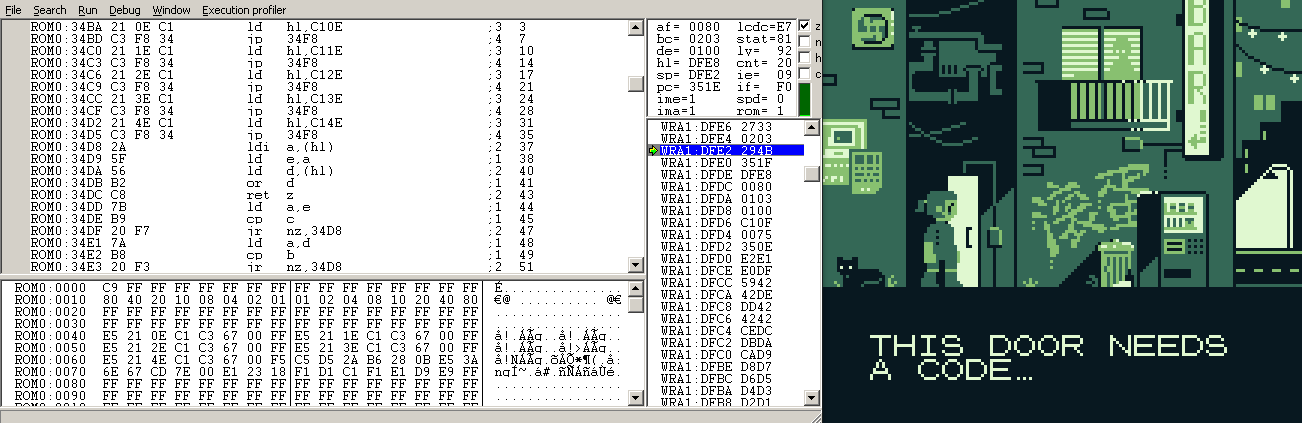 File Search Run Debug Window Execution profiler
ROM0:34BA 21 0E C1 ld hl,C10E ;3 3
ROM0:34BD C3 F8 34 jp 34F8 ;4 7
ROM0:34C0 21 1E C1 ld hl,C11E ;3 10
ROM0:34C3 C3 F8 34 jp 34F8 ;4 14
ROM0:34C6 21 2E C1 ld hl,C12E ;3 17
ROM0:34C9 C3 F8 34 jp 34F8 ;4 21
ROM0:34CC 21 3E C1 ld hl,C13E ;3 24
ROM0:34CF C3 F8 34 jp 34F8 ;4 28
ROM0:34D2 21 4E C1 ld hl,C14E ;3 31
ROM0:34D5 C3 F8 34 jp 34F8 ;4 35
ROM0:34D8 2A ldi a,(hl) ;2 37
ROM0:34D9 5F ld e,a ;1 38
ROM0:34DA 56 ld d,(hl) ;2 40
ROM0:34DB B2 or d ;1 41
ROM0:34DC C8 ret z ;2 43
ROM0:34DD 7B ld a,e ;1 44
ROM0:34DE B9 cp c ;1 45
ROM0:34DF 20 F7 jr nz,34D8 ;2 47
ROM0:34E1 7A ld a,d ;1 48
ROM0:34E2 B8 cp b ;1 49
ROM0:34E3 20 F3 jr nz,34D8 ;2 51
af= 0080 lcdc=E7 z
bc= 0203 stat=81 n
de= 0100 ly= 92 h
hl= DFE8 cnt= 20 c
sp= DFE2 ie= 09
pc= 351E if= F0
ime=1 spd= 0
ima=1 rom= 1
WRA1:DFE6 2733
WRA1:DFE4 0203
WRA1:DFE2 294B
WRA1:DFE0 351F
WRA1:DFDE DFE8
WRA1:DFDC 0080
WRA1:DFDA 0103
WRA1:DFD8 0100
WRA1:DFD6 C10F
WRA1:DFD4 0075
WRA1:DFD2 350E
WRA1:DFD0 E2E1
WRA1:DFCE E0DF
WRA1:DFCC 5942
WRA1:DFCA 42DE
WRA1:DFC8 DD42
WRA1:DFC6 4242
WRA1:DFC4 CEDC
WRA1:DFC2 DBDA
WRA1:DFC0 CAD9
WRA1:DFBE D8D7
WRA1:DFBC D6D5
WRA1:DFBA D4D3
WRA1:DFB8 D2D1
ROM0:0000 C9 FF FF FF FF FF FF FF FF FF FF FF FF FF FF FF É...............
ROM0:0010 80 40 20 10 08 04 02 01 01 02 04 08 10 20 40 80 €@ ........... @€
ROM0:0020 FF FF FF FF FF FF FF FF FF FF FF FF FF FF FF FF
ROM0:0030 FF FF FF FF FF FF FF FF FF FF FF FF FF FF FF FF
ROM0:0040 E5 21 0E C1 C3 67 00 FF E5 21 1E C1 C3 67 00 FF å!.ÁÃg..å!.ÁÃg..
ROM0:0050 E5 21 2E C1 C3 67 00 FF E5 21 3E C1 C3 67 00 FF å!.ÁÃg..å!>ÁÃg..
ROM0:0060 E5 21 4E C1 C3 67 00 F5 C5 D5 2A B6 28 0B E5 3A å!NÁÃg.õÅÕ*¶(.å:
ROM0:0070 6E 67 CD 7E 00 E1 23 18 F1 D1 C1 F1 E1 D9 E9 FF ngÍ~.á#.ñÑÁñáÙé.
ROM0:0080 FF FF FF FF FF FF FF FF FF FF FF FF FF FF FF FF
ROM0:0090 FF FF FF FF FF FF FF FF FF FF FF FF FF FF FF FF
BAR
THIS DOOR NEEDS
A CODE…